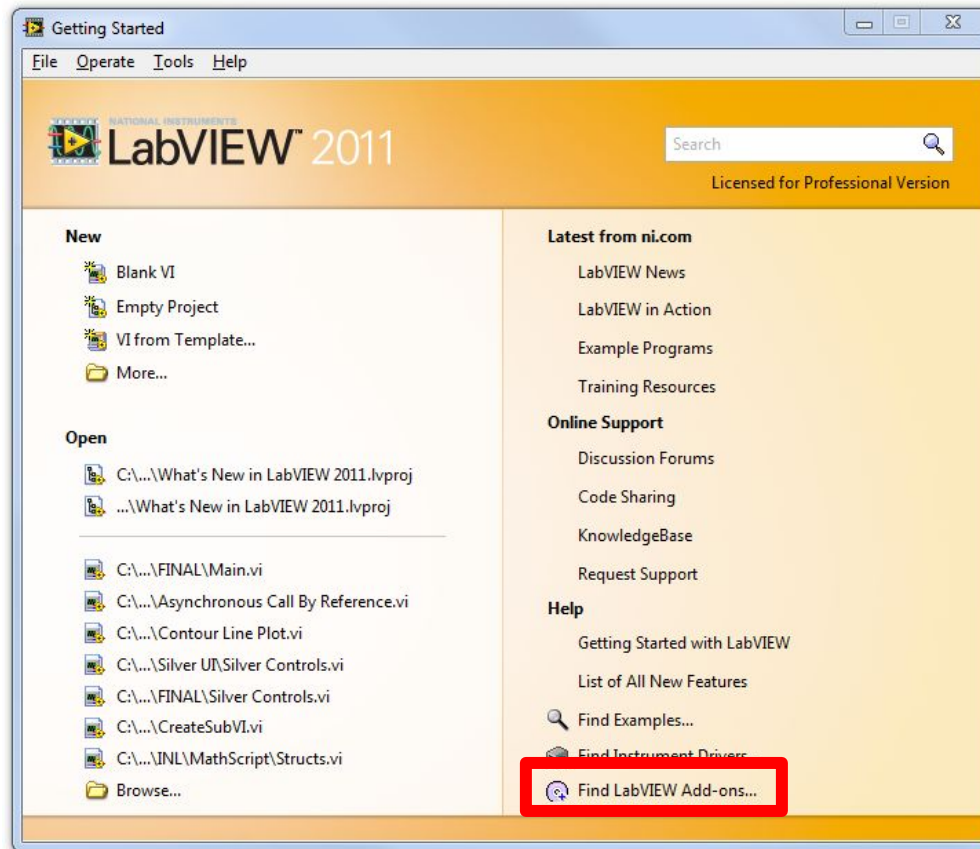 Getting Started
File Operate Tools Help
NATIONAL INSTRUMENTS
LabVIEW™ 2011
Search
Licensed for Professional Version
New
Blank VI
Empty Project
VI from Template...
More...
Open
C:\...\What's New in LabVIEW 2011.lvproj
...\What's New in LabVIEW 2011.lvproj
C:\...\FINAL\Main.vi
C:\...\Asynchronous Call By Reference.vi
C:\...\Contour Line Plot.vi
C:\...\Silver UI\Silver Controls.vi
C:\...\FINAL\Silver Controls.vi
C:\...\CreateSubVI.vi
C:\...\INL\MathScript\Structs.vi
Browse...
Latest from ni.com
LabVIEW News
LabVIEW in Action
Example Programs
Training Resources
Online Support
Discussion Forums
Code Sharing
KnowledgeBase
Request Support
Help
Getting Started with LabVIEW
List of All New Features
Find Examples...
Find Instrument Drivers
Find LabVIEW Add-ons...